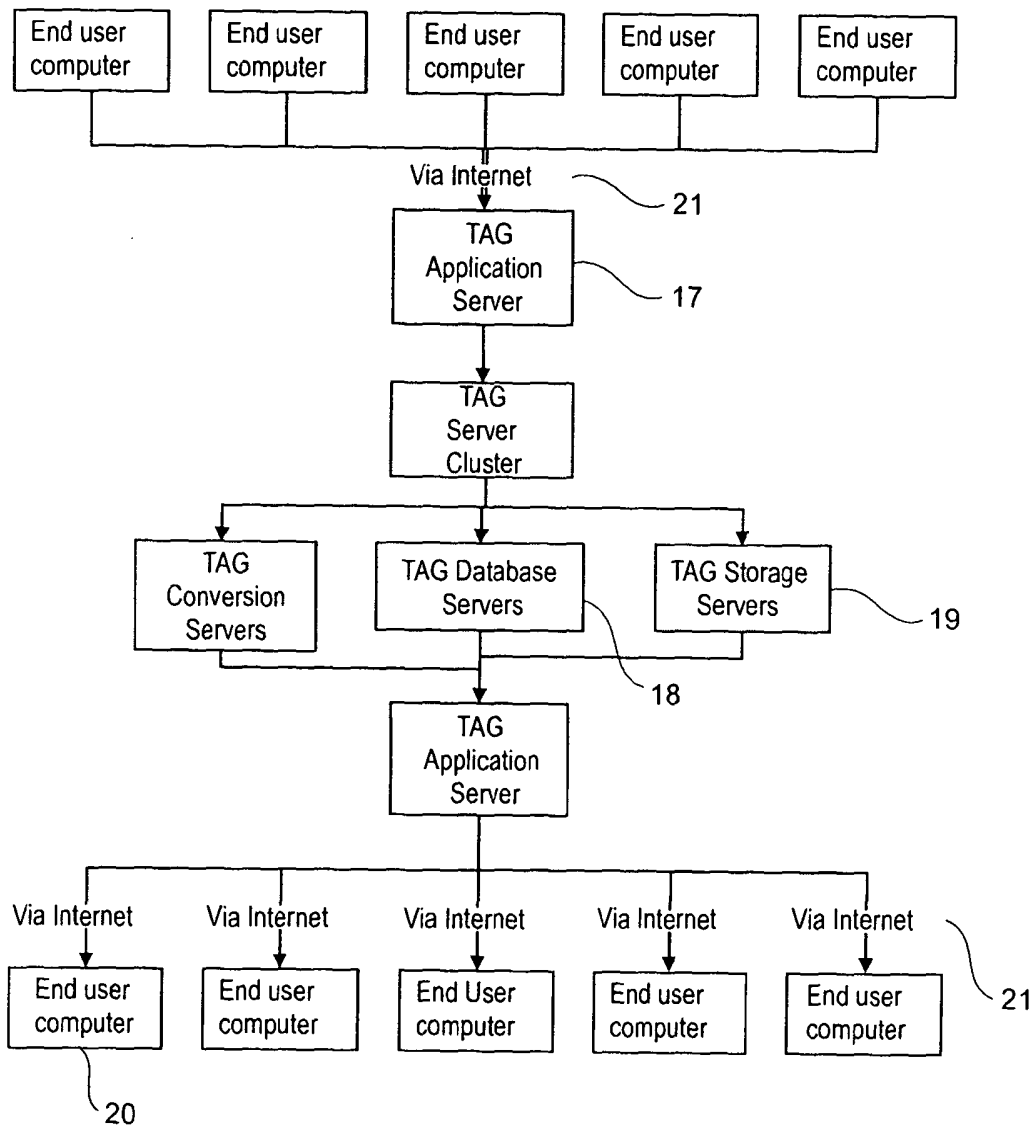 End user
computer
End user
computer
End user
computer
End user
computer
End user
computer
Via Internet
21
TAG
Application
Server
17
TAG
Server
Cluster
TAG
Conversion
Servers
TAG Database
Servers
TAG Storage
Servers
19
18
TAG
Application
Server
Via Internet
Via Internet
Via Internet
Via Internet
Via Internet
End user
computer
End user
computer
End User
computer
End user
computer
End user
computer
21
20